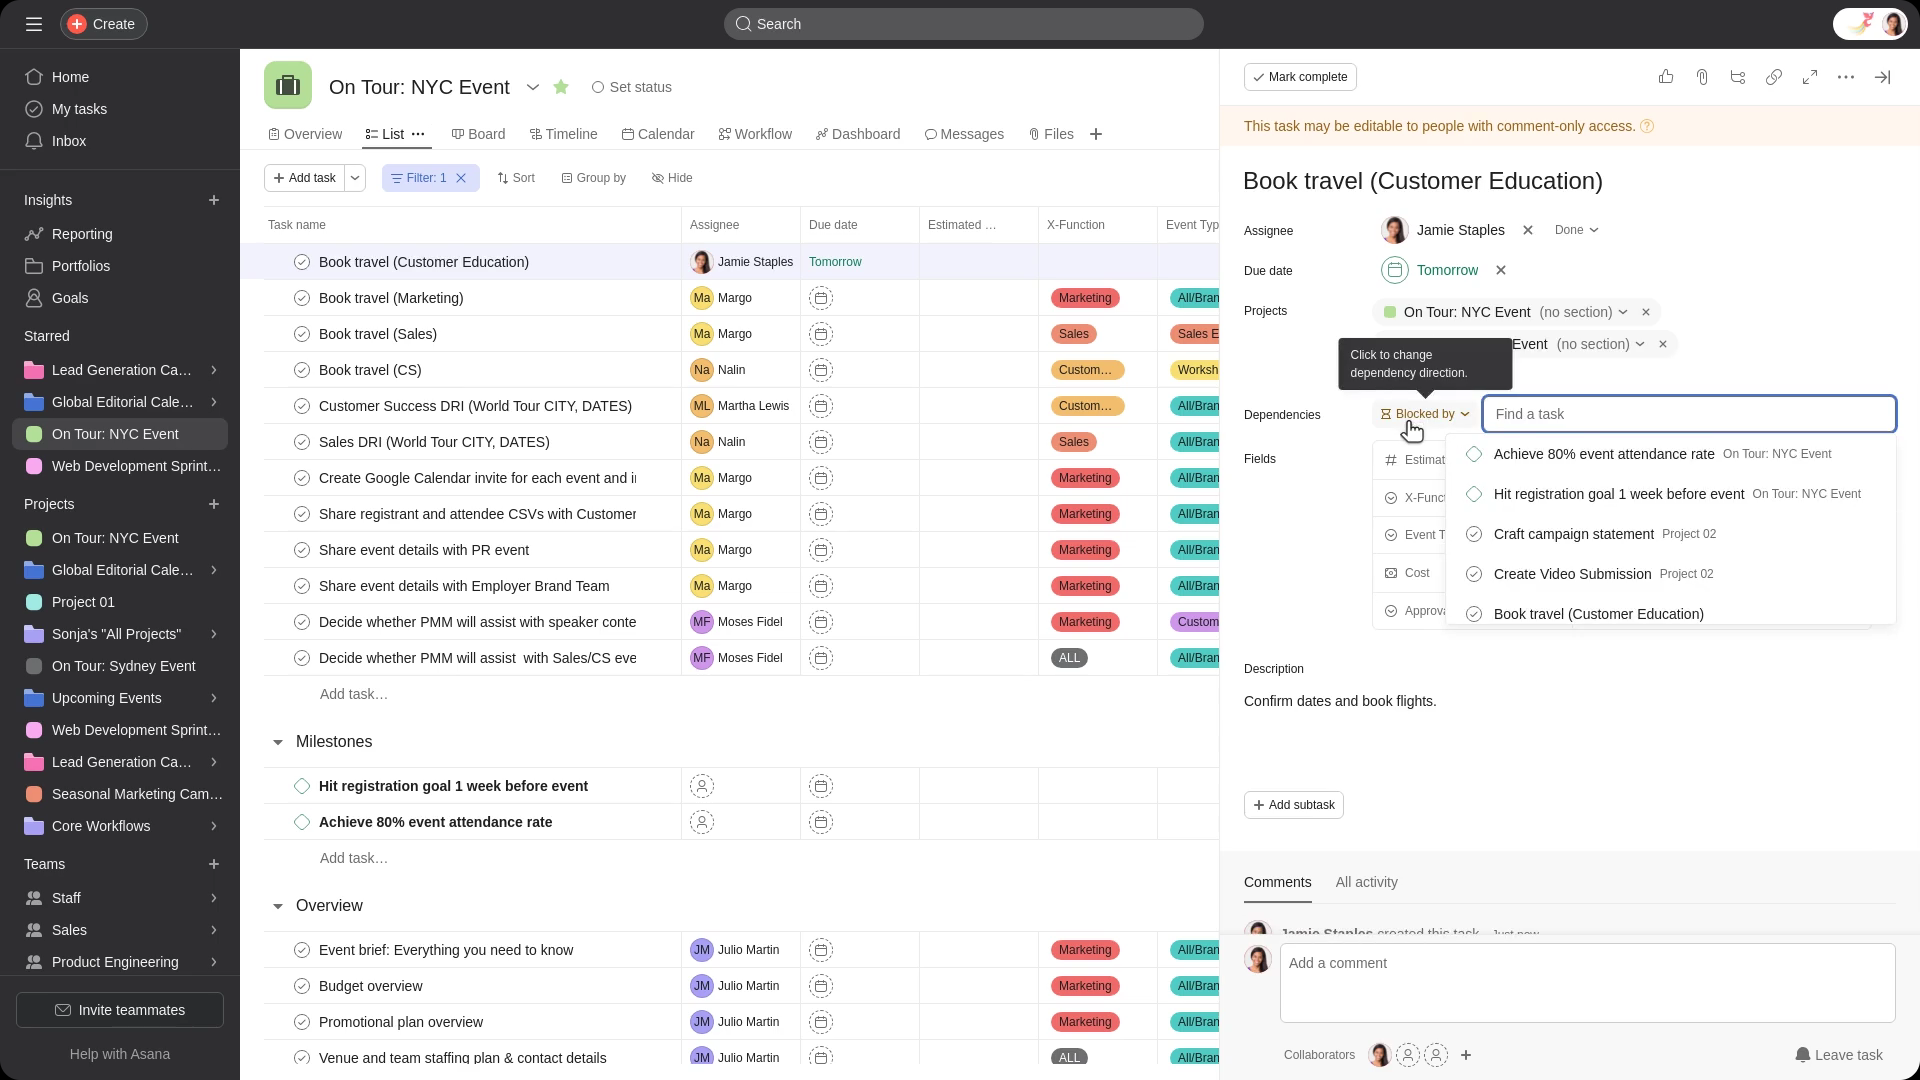 Create
Search
Home
My tasks
Inbox
Insights
Reporting
Portfolios
Goals
Starred
Lead Generation Ca...
Global Editorial Cale...
On Tour: NYC Event
Web Development Sprint...
Projects
On Tour: NYC Event
Global Editorial Cale...
Project 01
Sonja's "All Projects"
On Tour: Sydney Event
Upcoming Events
Web Development Sprint...
Lead Generation Ca...
Seasonal Marketing Cam...
Core Workflows
Teams
Staff
Sales
Product Engineering
Invite teammates
Help with Asana
On Tour: NYC Event
Set status
Overview List Board Timeline Calendar Workflow Dashboard Messages Files
Add task Filter: 1 Sort Group by Hide
Task name Assignee Due date Estimated ... X-Function Event Typ
Book travel (Customer Education) Jamie Staples Tomorrow
Book travel (Marketing) Ma Margo Marketing All/Bran
Book travel (Sales) Ma Margo Sales Sales E
Book travel (CS) Na Nalin Custom... Worksh
Customer Success DRI (World Tour CITY, DATES) ML Martha Lewis Custom... All/Bran
Sales DRI (World Tour CITY, DATES) Na Nalin Sales All/Bran
Create Google Calendar invite for each event and i Ma Margo Marketing All/Bran
Share registrant and attendee CSVs with Customer Ma Margo Marketing All/Bran
Share event details with PR event Ma Margo Marketing All/Bran
Share event details with Employer Brand Team Ma Margo Marketing All/Bran
Decide whether PMM will assist with speaker conte MF Moses Fidel Marketing Custom
Decide whether PMM will assist with Sales/CS eve MF Moses Fidel ALL All/Bran
Add task...
Milestones
Hit registration goal 1 week before event
Achieve 80% event attendance rate
Add task...
Overview
Event brief: Everything you need to know JM Julio Martin Marketing All/Bran
Budget overview JM Julio Martin Marketing All/Bran
Promotional plan overview JM Julio Martin Marketing All/Bran
Venue and team staffing plan & contact details JM Julio Martin ALL All/Bran
Mark complete
This task may be editable to people with comment-only access. ?
Book travel (Customer Education)
Assignee Jamie Staples Done
Due date Tomorrow
Projects On Tour: NYC Event (no section)
Event (no section)
Click to change
dependency direction.
Dependencies Blocked by Find a task
Achieve 80% event attendance rate On Tour: NYC Event
Hit registration goal 1 week before event On Tour: NYC Event
Craft campaign statement Project 02
Create Video Submission Project 02
Book travel (Customer Education)
Fields # Estimat
X-Funct
Event T
Cost
Approva
Description
Confirm dates and book flights.
Add subtask
Comments All activity
Jamie Staples created this task Just now
Add a comment
Collaborators Leave task